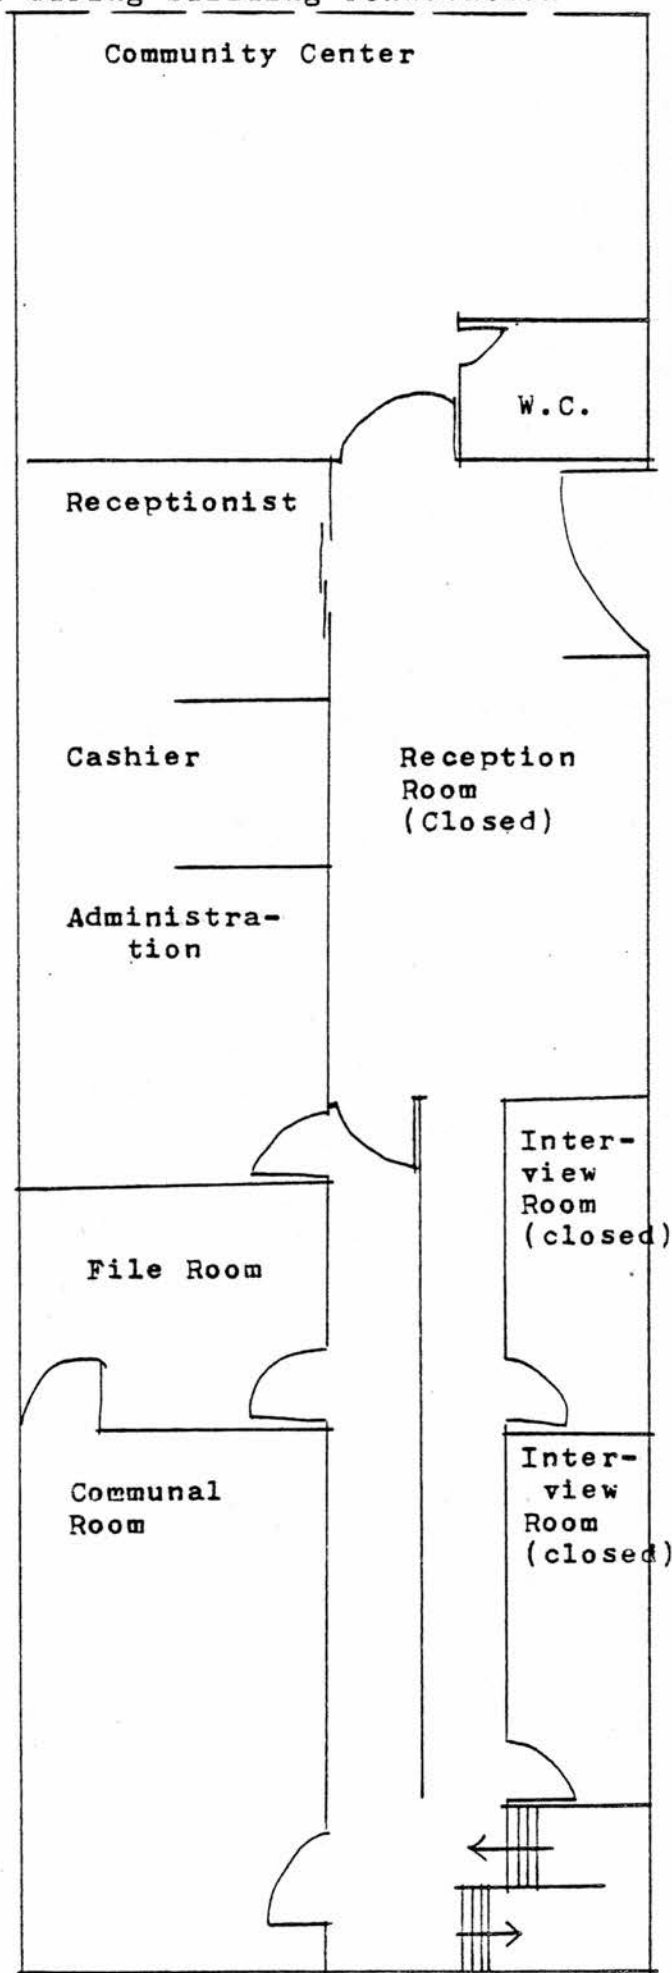 Community Center
W.C.
Receptionist
Cashier
Reception
Room
(Closed)
Administra-
tion
Inter-
view
Room
(closed)
File Room
Communal
Room
Inter-
view
Room
(closed)